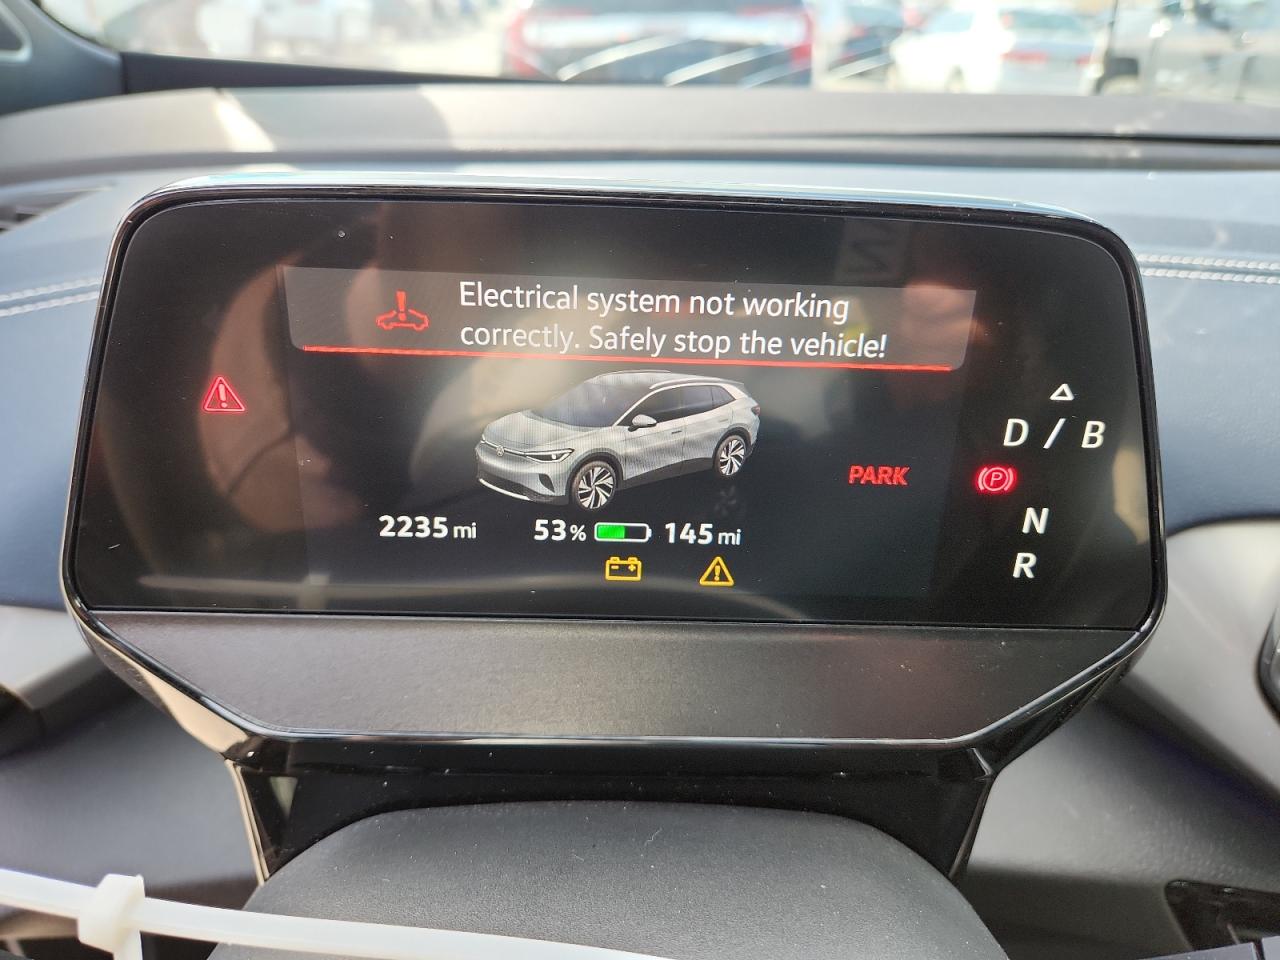 Electrical system not working
correctly. Safely stop the vehicle!
D / B
PARK
P
N
2235 mi
53%
145 mi
R